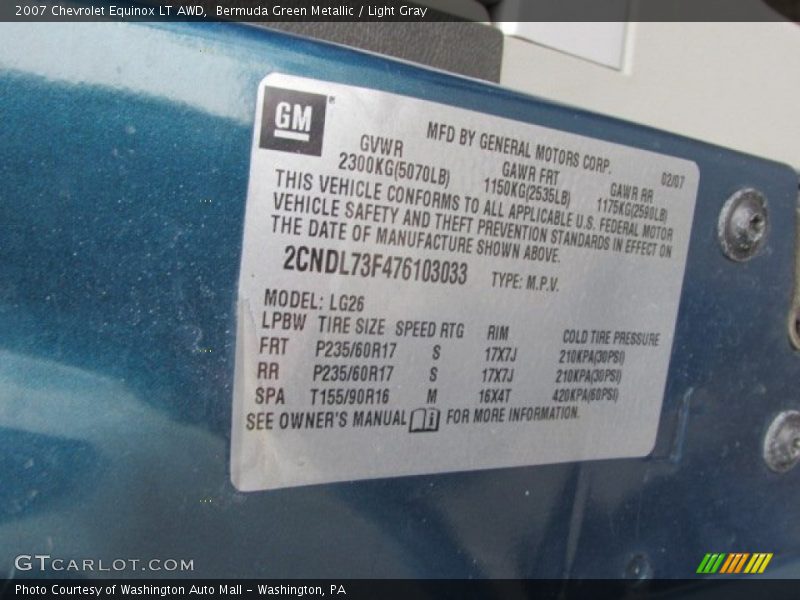 2007 Chevrolet Equinox LT AWD, Bermuda Green Metallic / Light Gray
GM
MFD BY GENERAL MOTORS CORP. 02/07
GVWR GAWR FRT GAWR RR
2300KG(5070LB) 1150KG(2535LB) 1175KG(2590LB)
THIS VEHICLE CONFORMS TO ALL APPLICABLE U.S. FEDERAL MOTOR
VEHICLE SAFETY AND THEFT PREVENTION STANDARDS IN EFFECT ON
THE DATE OF MANUFACTURE SHOWN ABOVE.
2CNDL73F476103033 TYPE: M.P.V.
MODEL: LG26
LPBW TIRE SIZE SPEED RTG RIM COLD TIRE PRESSURE
FRT P235/60R17 S 17X7J 210KPA(30PSI)
RR P235/60R17 S 17X7J 210KPA(30PSI)
SPA T155/90R16 M 16X4T 420KPA(60PSI)
SEE OWNER'S MANUAL FOR MORE INFORMATION.
GTCARLOT.COM
Photo Courtesy of Washington Auto Mall - Washington, PA